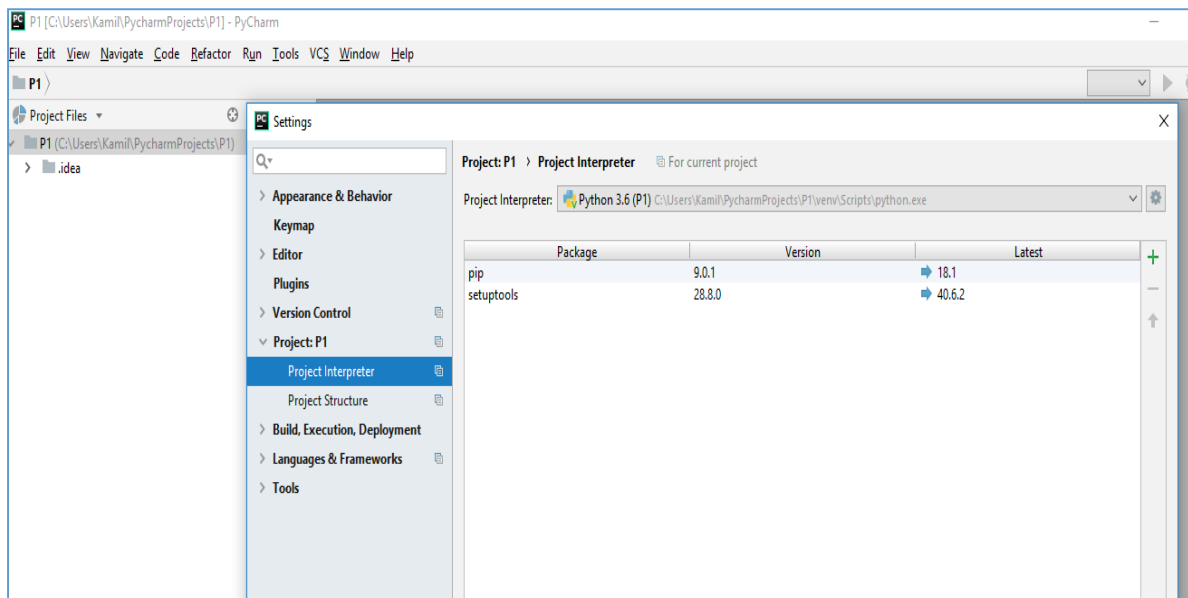 P1 [C:\Users\Kamil\PycharmProjects\P1] - PyCharm
File Edit View Navigate Code Refactor Run Tools VCS Window Help
P1
Project Files
P1 (C:\Users\Kamil\PycharmProjects\P1)
.idea
Settings
Appearance & Behavior
Keymap
Editor
Plugins
Version Control
Project: P1
Project Interpreter
Project Structure
Build, Execution, Deployment
Languages & Frameworks
Tools
Project: P1 > Project Interpreter For current project
Project Interpreter: Python 3.6 (P1) C:\Users\Kamil\PycharmProjects\P1\venv\Scripts\python.exe
Package Version Latest
pip 9.0.1 18.1
setuptools 28.8.0 40.6.2